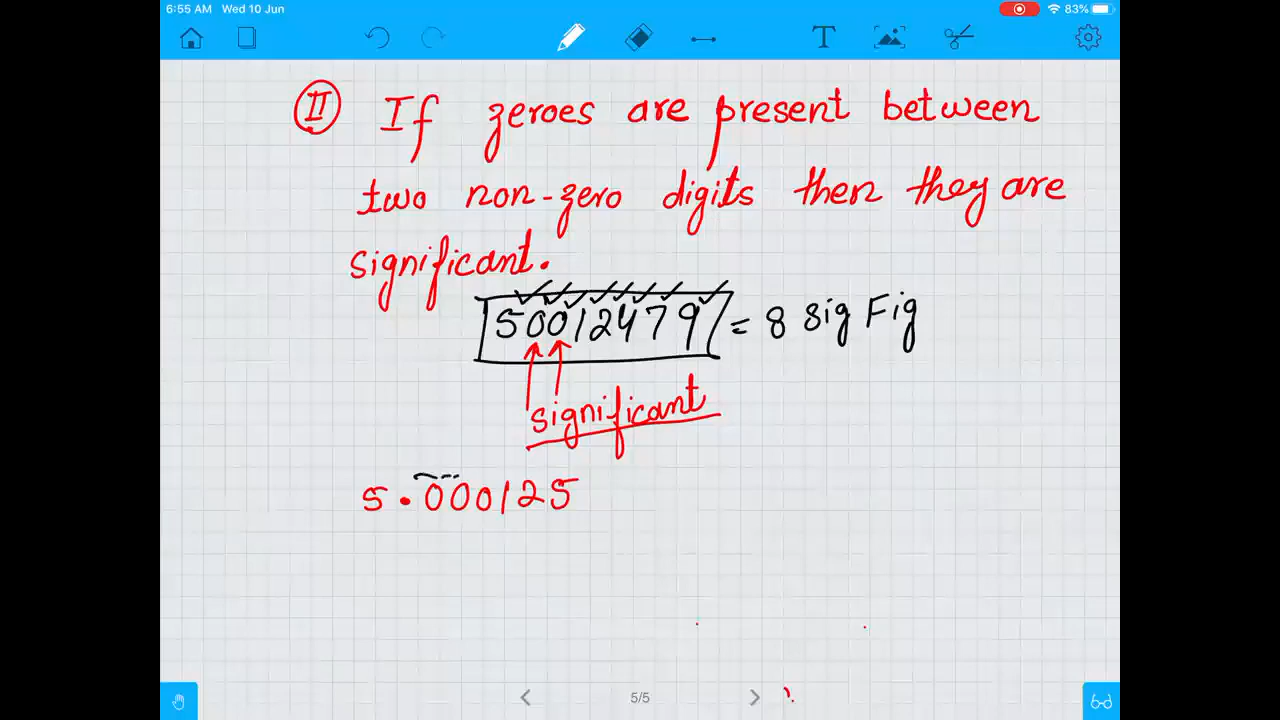 6:55 AM Wed 10 Jun 83%
T
II If zeroes are present between
two non-zero digits then they are
significant.
50012479 = 8 Sig Fig
significant
5.000125
5/5